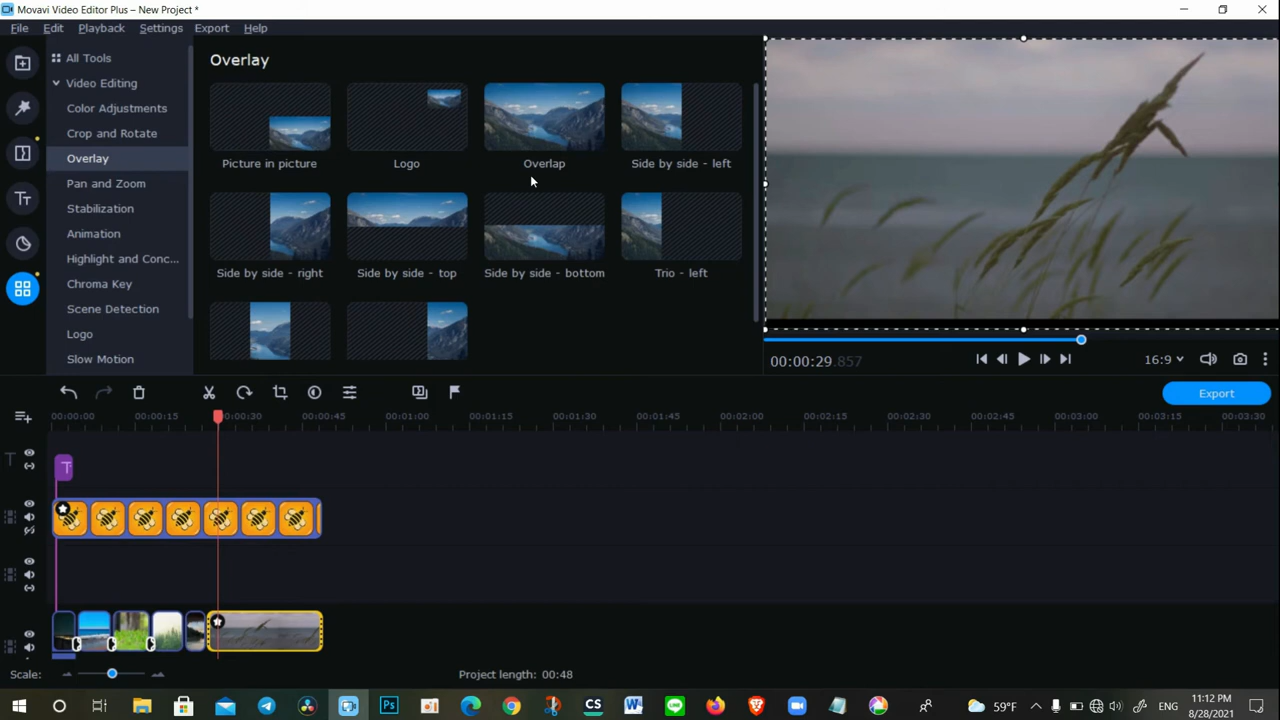 Movavi Video Editor Plus – New Project *
File Edit Playback Settings Export Help
All Tools
Video Editing
Color Adjustments
Crop and Rotate
Overlay
Pan and Zoom
Stabilization
Animation
Highlight and Conc...
Chroma Key
Scene Detection
Logo
Slow Motion
Overlay
Picture in picture Logo Overlap Side by side - left
Side by side - right Side by side - top Side by side - bottom Trio - left
00:00:29.857
16:9
Export
00:00:00 00:00:15 00:00:30 00:00:45 00:01:00 00:01:15 00:01:30 00:01:45 00:02:00 00:02:15 00:02:30 00:02:45 00:03:00 00:03:15 00:03:30
T T
Scale:
Project length: 00:48
Ps CS W LINE
59°F
ENG
11:12 PM
8/28/2021